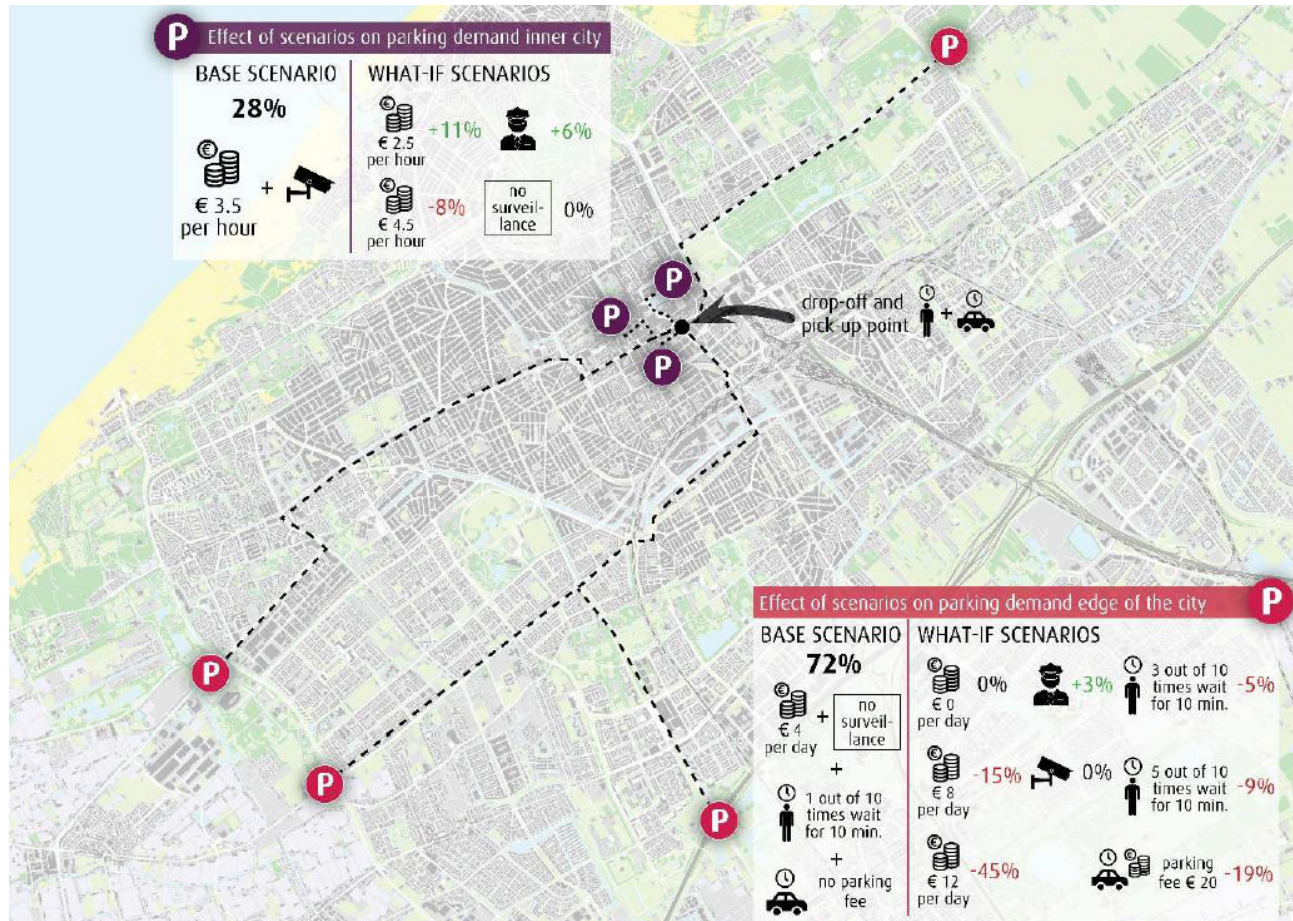 P Effect of scenarios on parking demand inner city
BASE SCENARIO
28%
€
€ 3.5
per hour
+
WHAT-IF SCENARIOS
€
€ 2.5
per hour
+11%
+6%
€
€ 4.5
per hour
-8%
no
surveil-
lance
0%
P
P
P
P
drop-off and
pick-up point
+
P
P
P
Effect of scenarios on parking demand edge of the city P
BASE SCENARIO
72%
€
€ 4
per day
+
no
surveil-
lance
+
1 out of 10
times wait
for 10 min.
+
no parking
fee
WHAT-IF SCENARIOS
€
€ 0
per day
0%
+3%
3 out of 10
times wait
for 10 min.
-5%
€
€ 8
per day
-15%
0%
5 out of 10
times wait
for 10 min.
-9%
€
€ 12
per day
-45%
€
parking
fee € 20
-19%